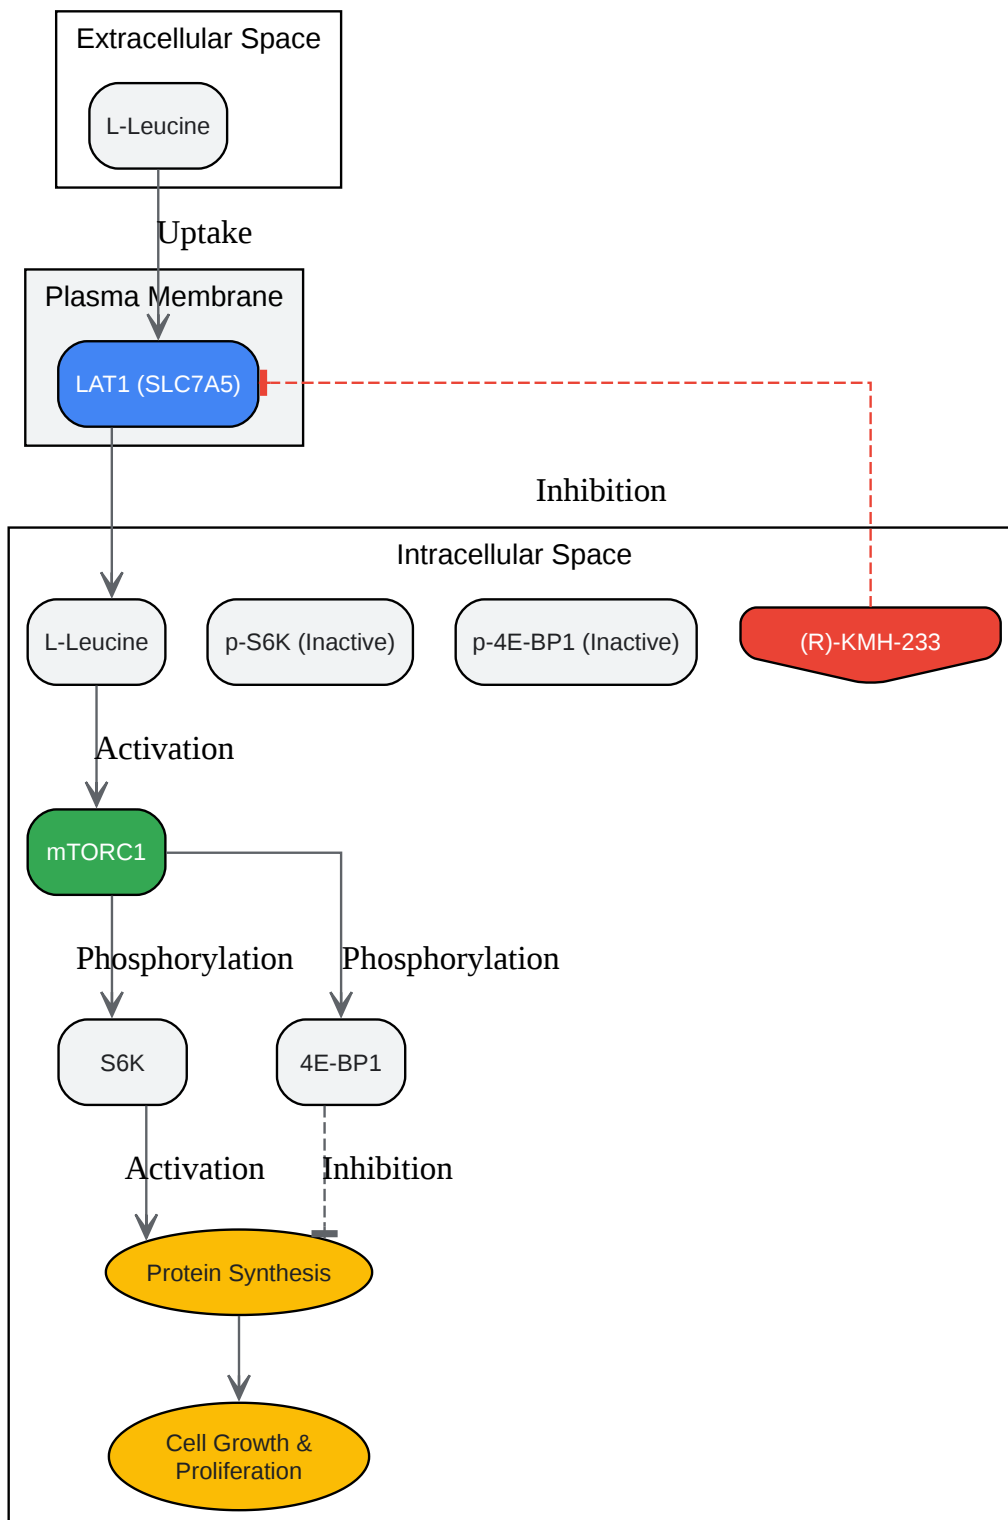 Extracellular Space
L-Leucine
Uptake
Plasma Membrane
LAT1 (SLC7A5)
Inhibition
Intracellular Space
L-Leucine
p-S6K (Inactive)
p-4E-BP1 (Inactive)
(R)-KMH-233
Activation
mTORC1
Phosphorylation
Phosphorylation
S6K
4E-BP1
Activation
Inhibition
Protein Synthesis
Cell Growth &
Proliferation